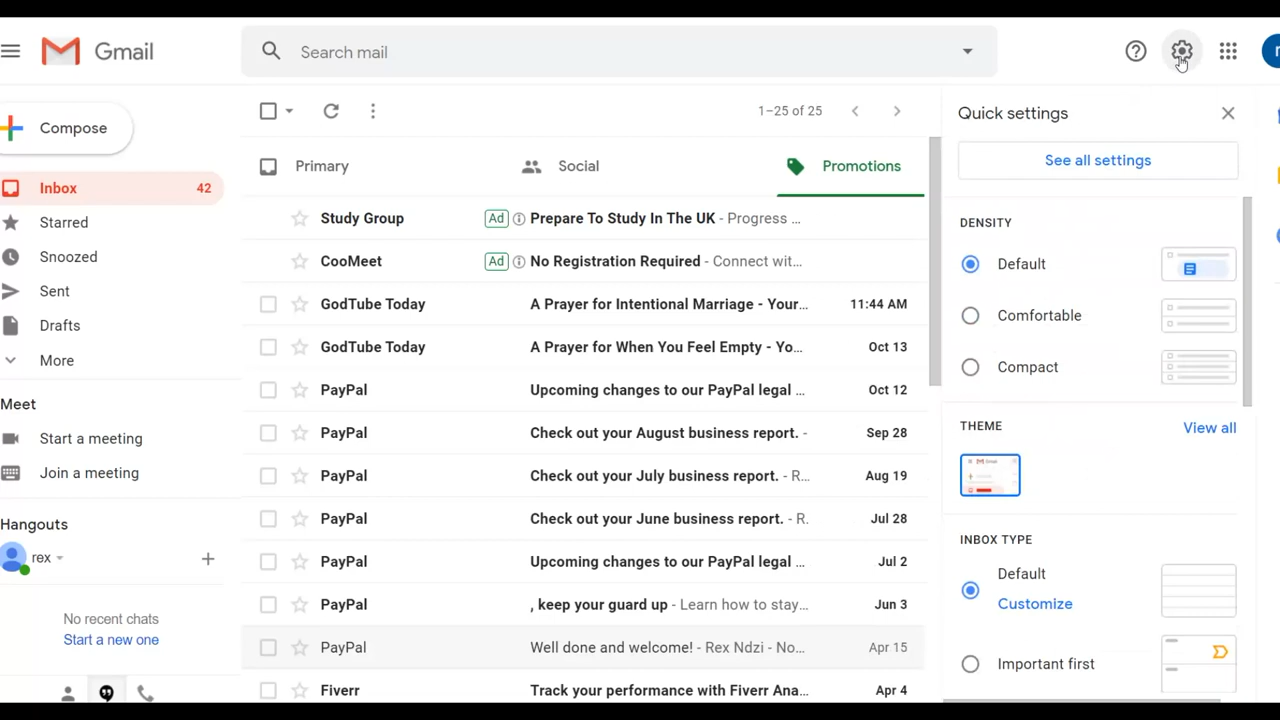 Gmail
Search mail
Compose
Inbox 42
Starred
Snoozed
Sent
Drafts
More
Meet
Start a meeting
Join a meeting
Hangouts
rex
No recent chats
Start a new one
1–25 of 25
Primary Social Promotions
Study Group Ad Prepare To Study In The UK - Progress ...
CooMeet Ad No Registration Required - Connect wit...
GodTube Today A Prayer for Intentional Marriage - Your... 11:44 AM
GodTube Today A Prayer for When You Feel Empty - Yo... Oct 13
PayPal Upcoming changes to our PayPal legal ... Oct 12
PayPal Check out your August business report. - Sep 28
PayPal Check out your July business report. - R... Aug 19
PayPal Check out your June business report. - R. Jul 28
PayPal Upcoming changes to our PayPal legal ... Jul 2
PayPal , keep your guard up - Learn how to stay... Jun 3
PayPal Well done and welcome! - Rex Ndzi - No... Apr 15
Fiverr Track your performance with Fiverr Ana... Apr 4
Quick settings
See all settings
DENSITY
Default
Comfortable
Compact
THEME View all
INBOX TYPE
Default
Customize
Important first